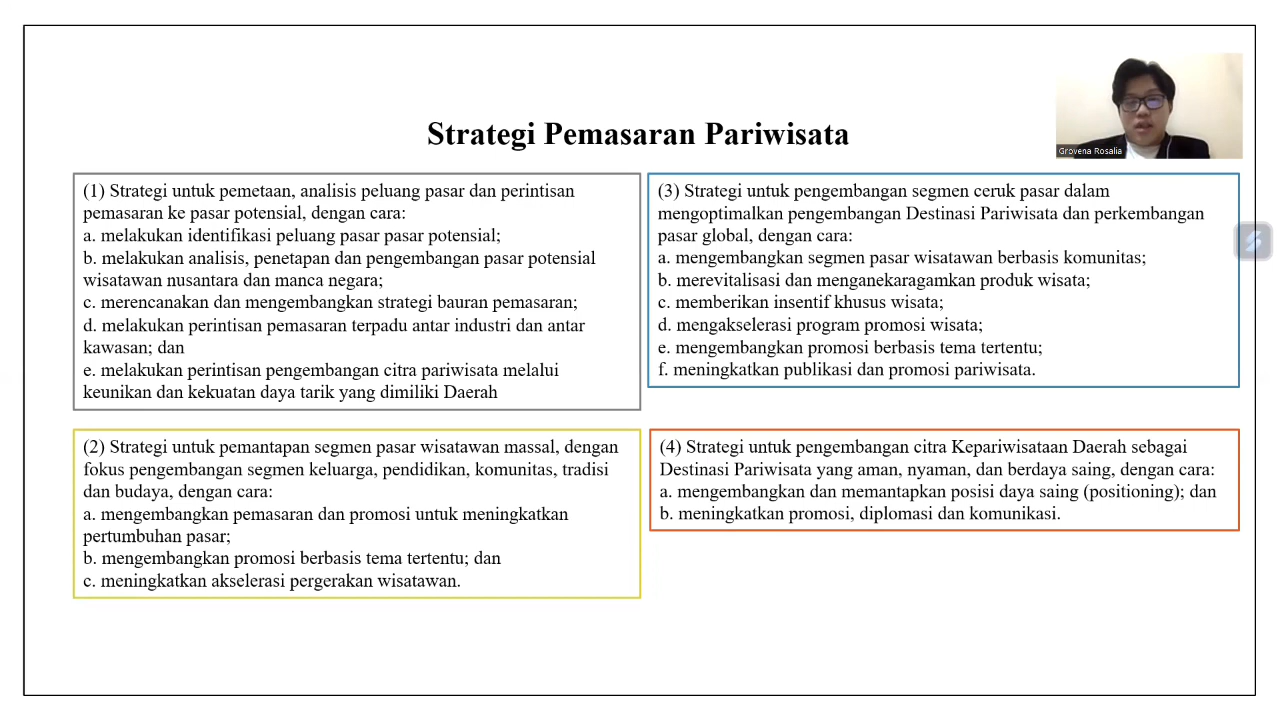 Strategi Pemasaran Pariwisata
Grovena Rosalia
(1) Strategi untuk pemetaan, analisis peluang pasar dan perintisan
pemasaran ke pasar potensial, dengan cara:
a. melakukan identifikasi peluang pasar pasar potensial;
b. melakukan analisis, penetapan dan pengembangan pasar potensial
wisatawan nusantara dan manca negara;
c. merencanakan dan mengembangkan strategi bauran pemasaran;
d. melakukan perintisan pemasaran terpadu antar industri dan antar
kawasan; dan
e. melakukan perintisan pengembangan citra pariwisata melalui
keunikan dan kekuatan daya tarik yang dimiliki Daerah
(2) Strategi untuk pemantapan segmen pasar wisatawan massal, dengan
fokus pengembangan segmen keluarga, pendidikan, komunitas, tradisi
dan budaya, dengan cara:
a. mengembangkan pemasaran dan promosi untuk meningkatkan
pertumbuhan pasar;
b. mengembangkan promosi berbasis tema tertentu; dan
c. meningkatkan akselerasi pergerakan wisatawan.
(3) Strategi untuk pengembangan segmen ceruk pasar dalam
mengoptimalkan pengembangan Destinasi Pariwisata dan perkembangan
pasar global, dengan cara:
a. mengembangkan segmen pasar wisatawan berbasis komunitas;
b. merevitalisasi dan menganekaragamkan produk wisata;
c. memberikan insentif khusus wisata;
d. mengakselerasi program promosi wisata;
e. mengembangkan promosi berbasis tema tertentu;
f. meningkatkan publikasi dan promosi pariwisata.
(4) Strategi untuk pengembangan citra Kepariwisataan Daerah sebagai
Destinasi Pariwisata yang aman, nyaman, dan berdaya saing, dengan cara:
a. mengembangkan dan memantapkan posisi daya saing (positioning); dan
b. meningkatkan promosi, diplomasi dan komunikasi.